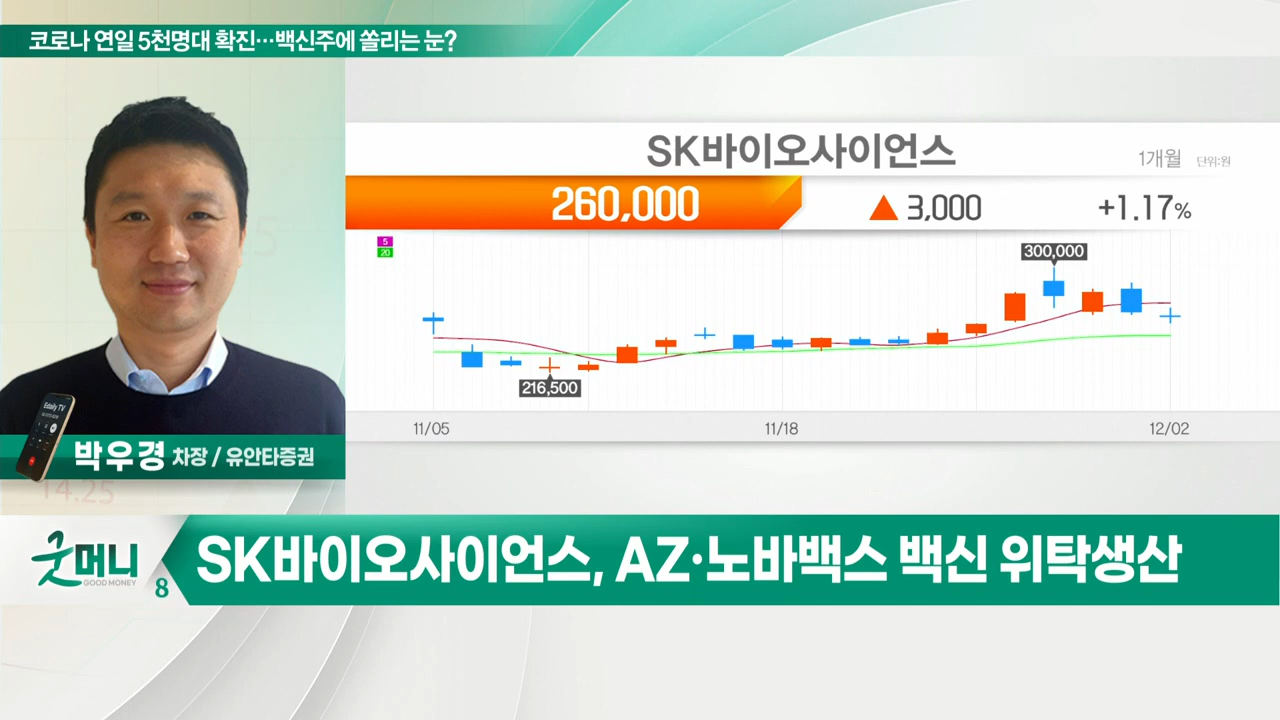 코로나 연일 5천명대 확진…백신주에 쏠리는 눈?
SK바이오사이언스
1개월 단위:원
260,000 ▲ 3,000 +1.17%
5
20
300,000
216,500
11/05 11/18 12/02
Edaily TV
박우경 차장 / 유안타증권
14.25
굿머니
GOOD MONEY
8
SK바이오사이언스, AZ·노바백스 백신 위탁생산